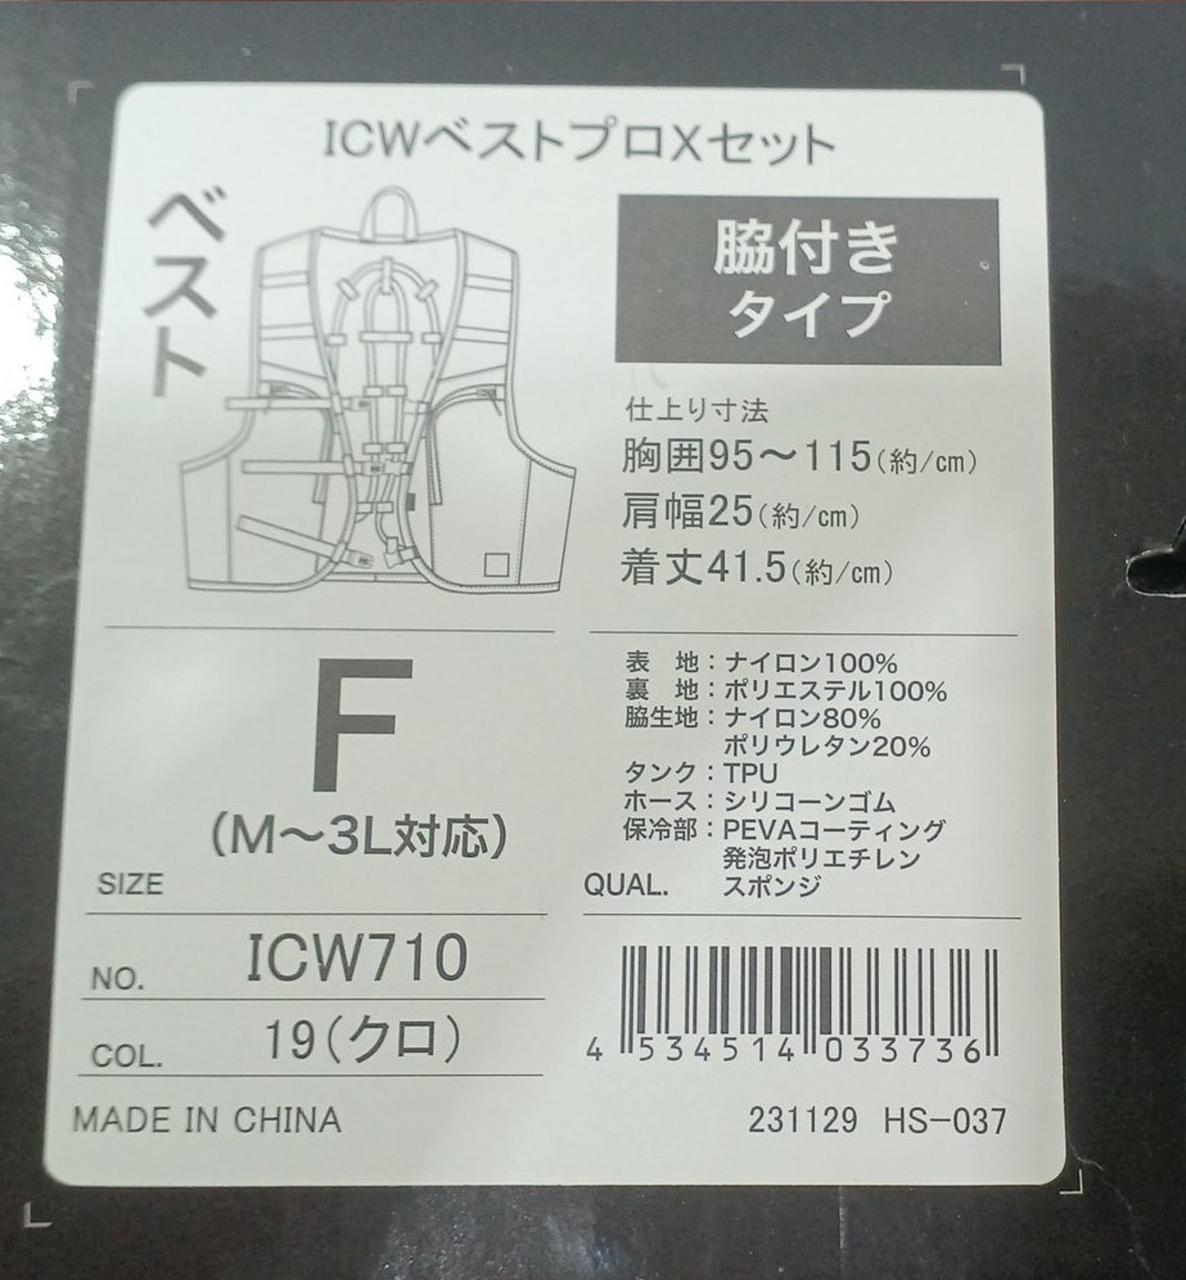 ICWベストプロXセット
ベスト
脇付き
タイプ
仕上り寸法
胸囲95〜115(約/cm)
肩幅25(約/cm)
着丈41.5(約/cm)
F
(M〜3L対応)
SIZE
表 地：ナイロン100%
裏 地：ポリエステル100%
脇生地：ナイロン80%
ポリウレタン20%
タンク：TPU
ホース：シリコーンゴム
保冷部：PEVAコーティング
発泡ポリエチレン
QUAL. スポンジ
NO. ICW710
COL. 19(クロ)
4 534514 033736
MADE IN CHINA
231129 HS-037